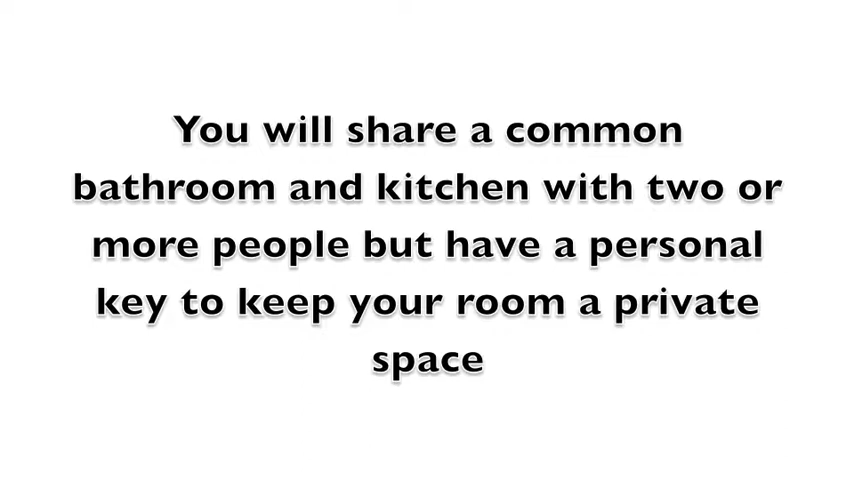 You will share a common
bathroom and kitchen with two or
more people but have a personal
key to keep your room a private
space